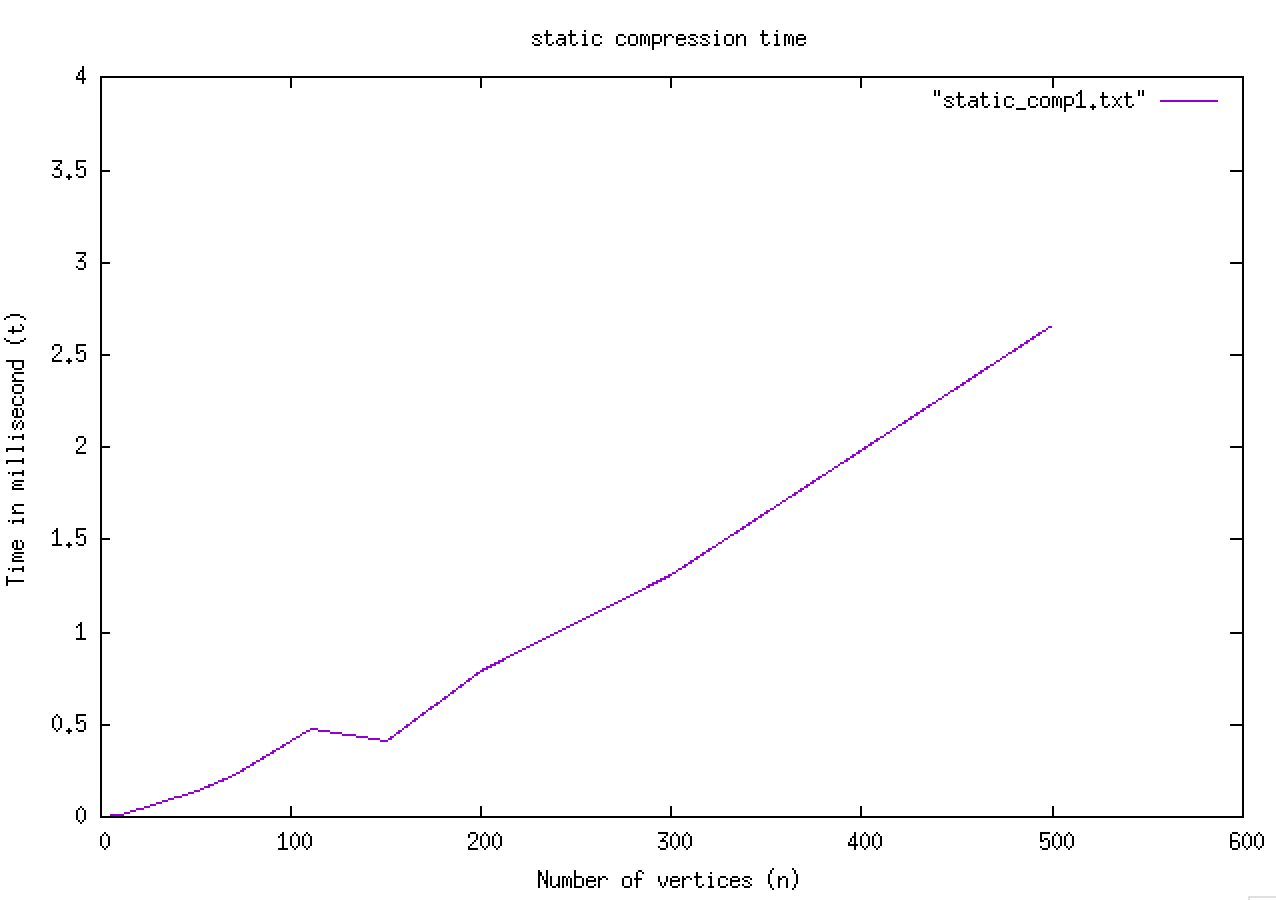 static compression time
"static_comp1.txt"
4
3.5
3
2.5
2
1.5
1
0.5
0
Time in millisecond (t)
0 100 200 300 400 500 600
Number of vertices (n)